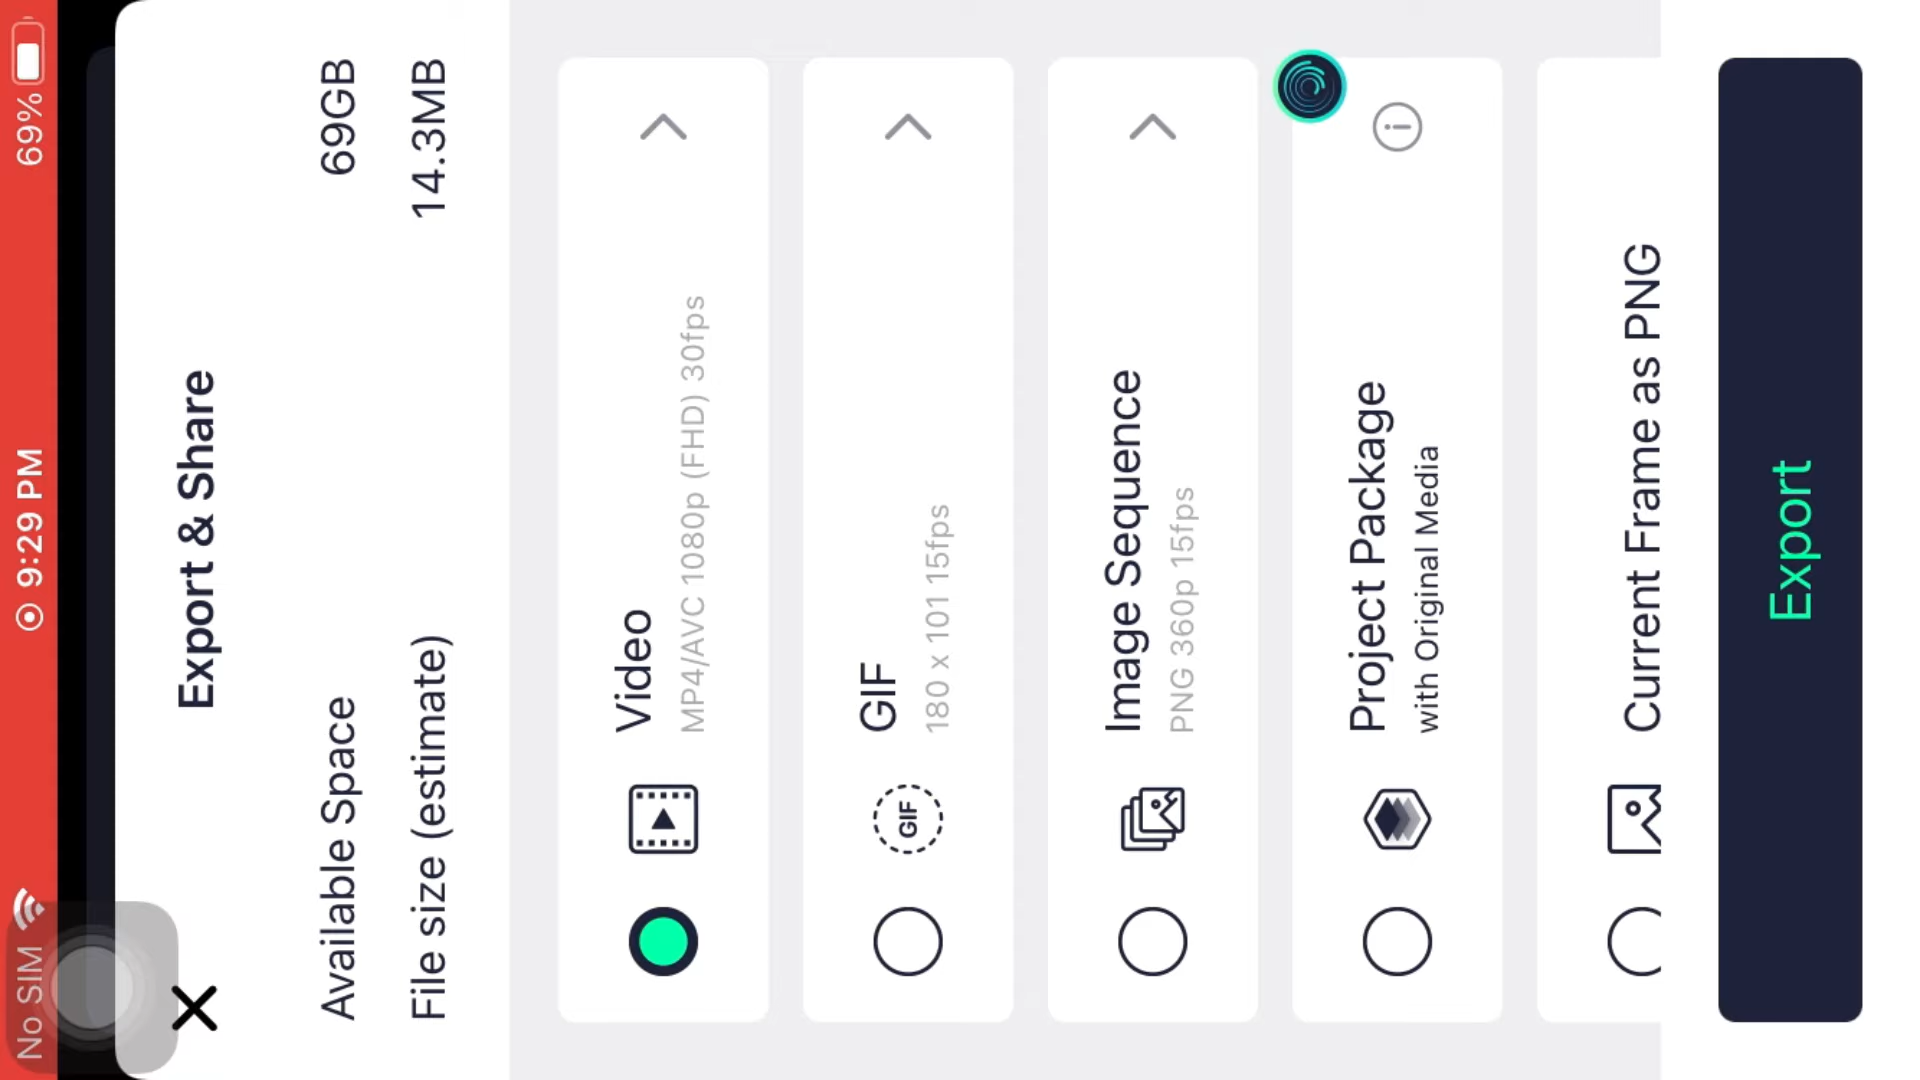 No SIM 9:29 PM 69%
Export & Share
Available Space 69GB
File size (estimate) 14.3MB
Video
MP4/AVC 1080p (FHD) 30fps
GIF
GIF
180 x 101 15fps
Image Sequence
PNG 360p 15fps
Project Package
with Original Media
Current Frame as PNG
Export